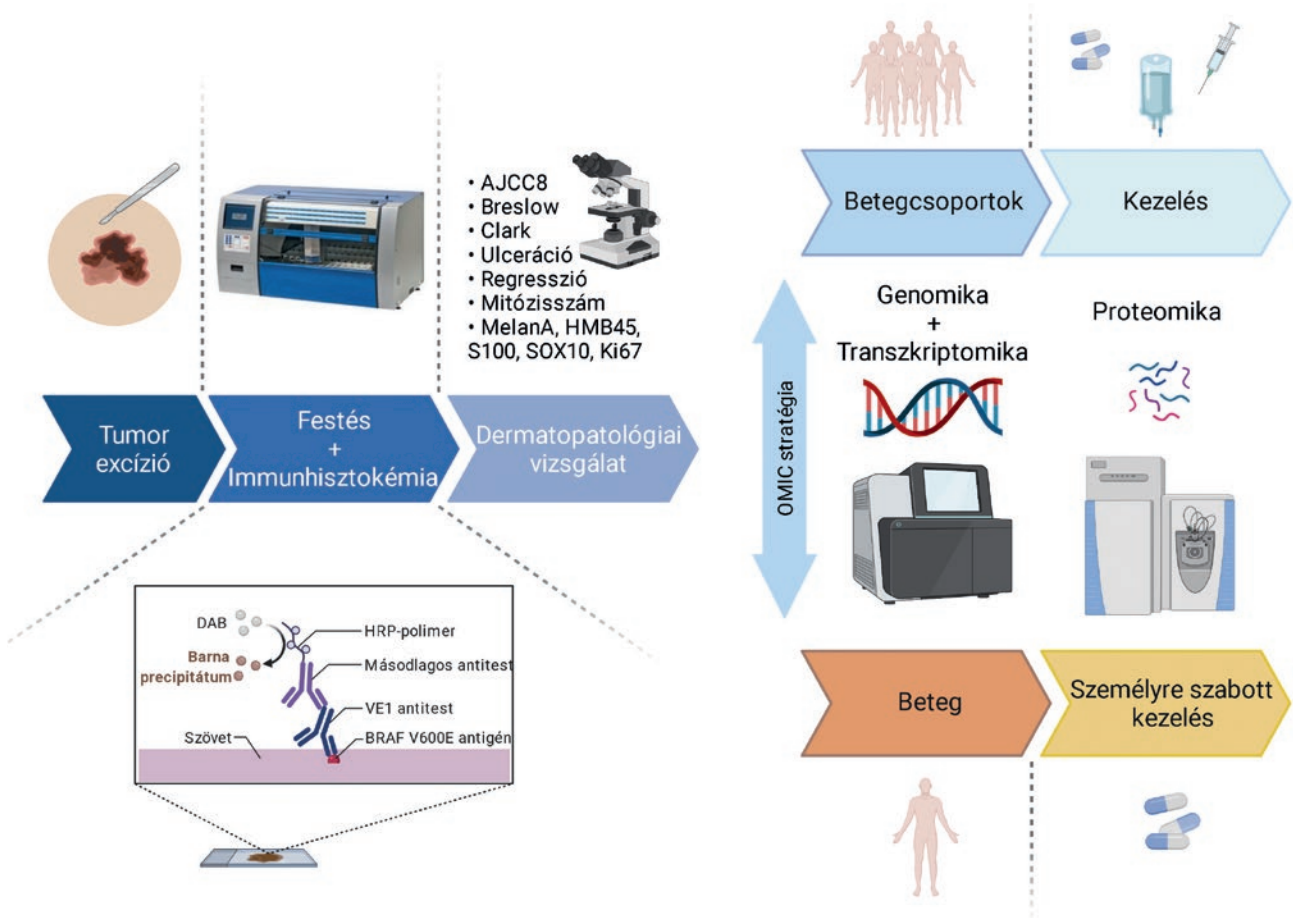 • AJCC8
• Breslow
• Clark
• Ulceráció
• Regresszió
• Mitózisszám
• MelanA, HMB45,
S100, SOX10, Ki67
Tumor
excízió
Festés
+
Immunhisztokémia
Dermatopatológiai
vizsgálat
DAB
Barna
precipitátum
HRP-polimer
Másodlagos antitest
VE1 antitest
Szövet
BRAF V600E antigén
Betegcsoportok
Kezelés
OMIC stratégia
Genomika
+
Transzkriptomika
Proteomika
Beteg
Személyre szabott
kezelés